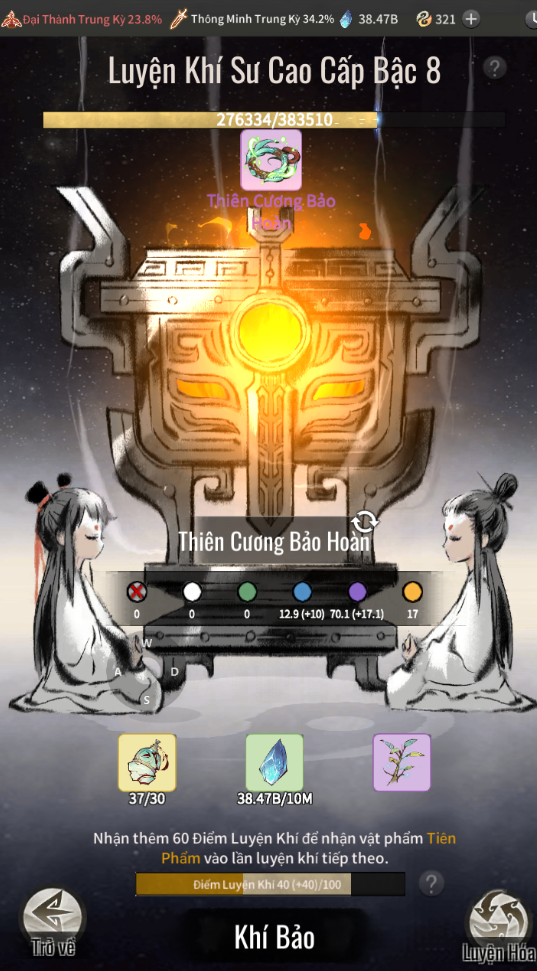 Đại Thành Trung Kỳ 23.8% Thông Minh Trung Kỳ 34.2% 38.47B 321
Luyện Khí Sư Cao Cấp Bậc 8 ?
276334/383510
Thiên Cương Bảo
Hoàn
Thiên Cương Bảo Hoàn
0 0 0 12.9 (+10) 70.1 (+17.1) 17
W
A D
S
37/30 38.47B/10M
Nhận thêm 60 Điểm Luyện Khí để nhận vật phẩm Tiên
Phẩm vào lần luyện khí tiếp theo.
Điểm Luyện Khí 40 (+40)/100 ?
Trở về Khí Bảo Luyện Hóa